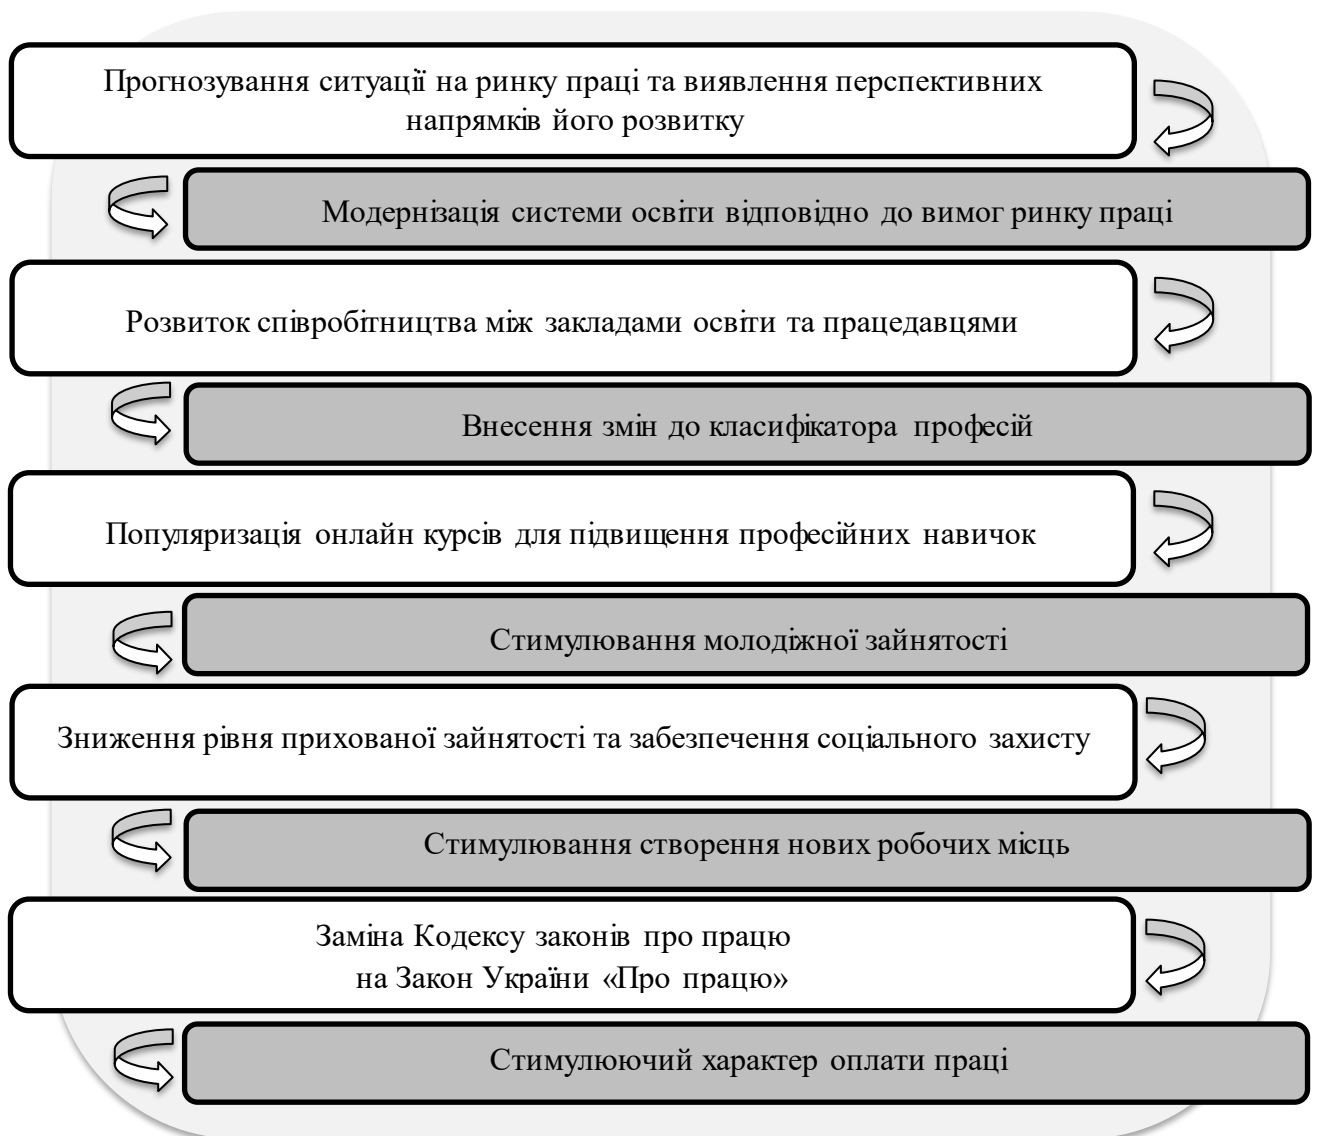 Прогнозування ситуації на ринку праці та виявлення перспективних
напрямків його розвитку
Модернізація системи освіти відповідно до вимог ринку праці
Розвиток співробітництва між закладами освіти та працедавцями
Внесення змін до класифікатора професій
Популяризація онлайн курсів для підвищення професійних навичок
Стимулювання молодіжної зайнятості
Зниження рівня прихованої зайнятості та забезпечення соціального захисту
Стимулювання створення нових робочих місць
Заміна Кодексу законів про працю
на Закон України «Про працю»
Стимулюючий характер оплати праці